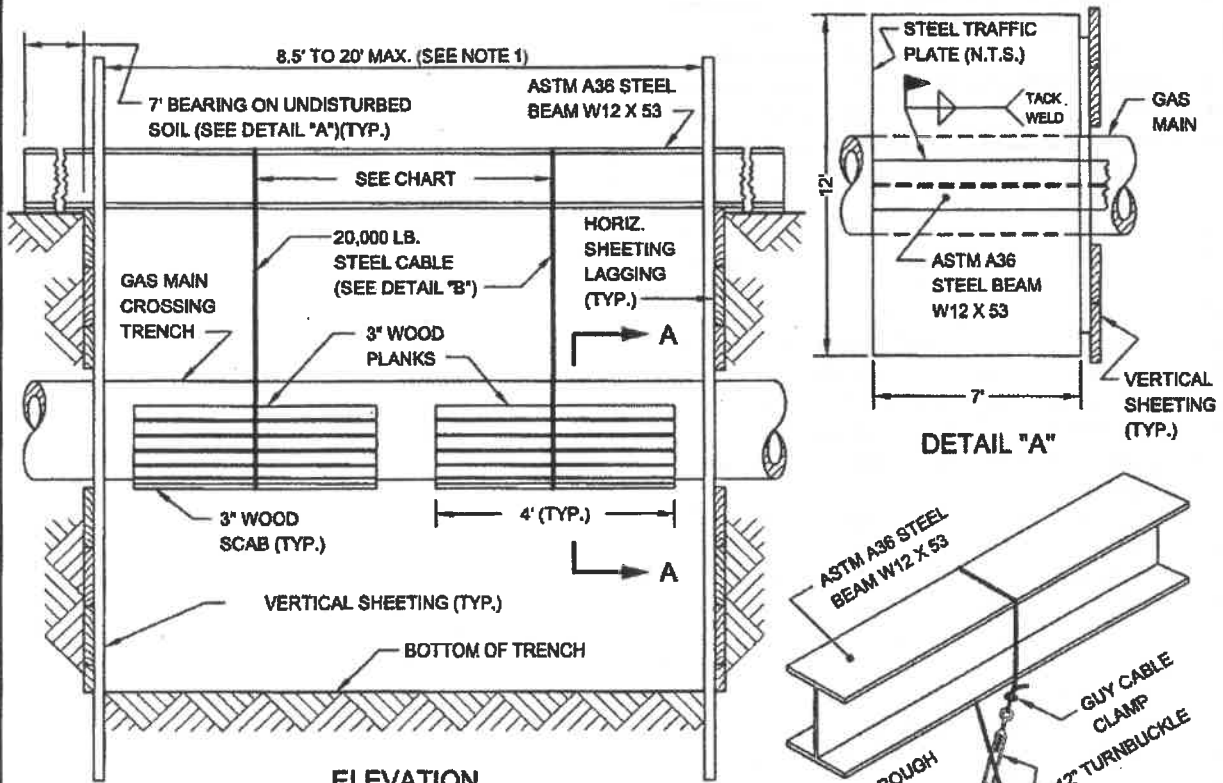 8.5' TO 20' MAX. (SEE NOTE 1)
7' BEARING ON UNDISTURBED
SOIL (SEE DETAIL "A")(TYP.)
ASTM A36 STEEL
BEAM W12 X 53
SEE CHART
20,000 LB.
STEEL CABLE
(SEE DETAIL "B")
HORIZ.
SHEETING
LAGGING
(TYP.)
GAS MAIN
CROSSING
TRENCH
3" WOOD
PLANKS
A
A
3" WOOD
SCAB (TYP.)
4' (TYP.)
VERTICAL SHEETING (TYP.)
BOTTOM OF TRENCH
ELEVATION
STEEL TRAFFIC
PLATE (N.T.S.)
TACK
WELD
GAS
MAIN
12'
ASTM A36
STEEL BEAM
W12 X 53
7'
VERTICAL
SHEETING
(TYP.)
DETAIL "A"
ASTM A36 STEEL
BEAM W12 X 53
GUY CABLE
CLAMP
12" TURNBUCKLE